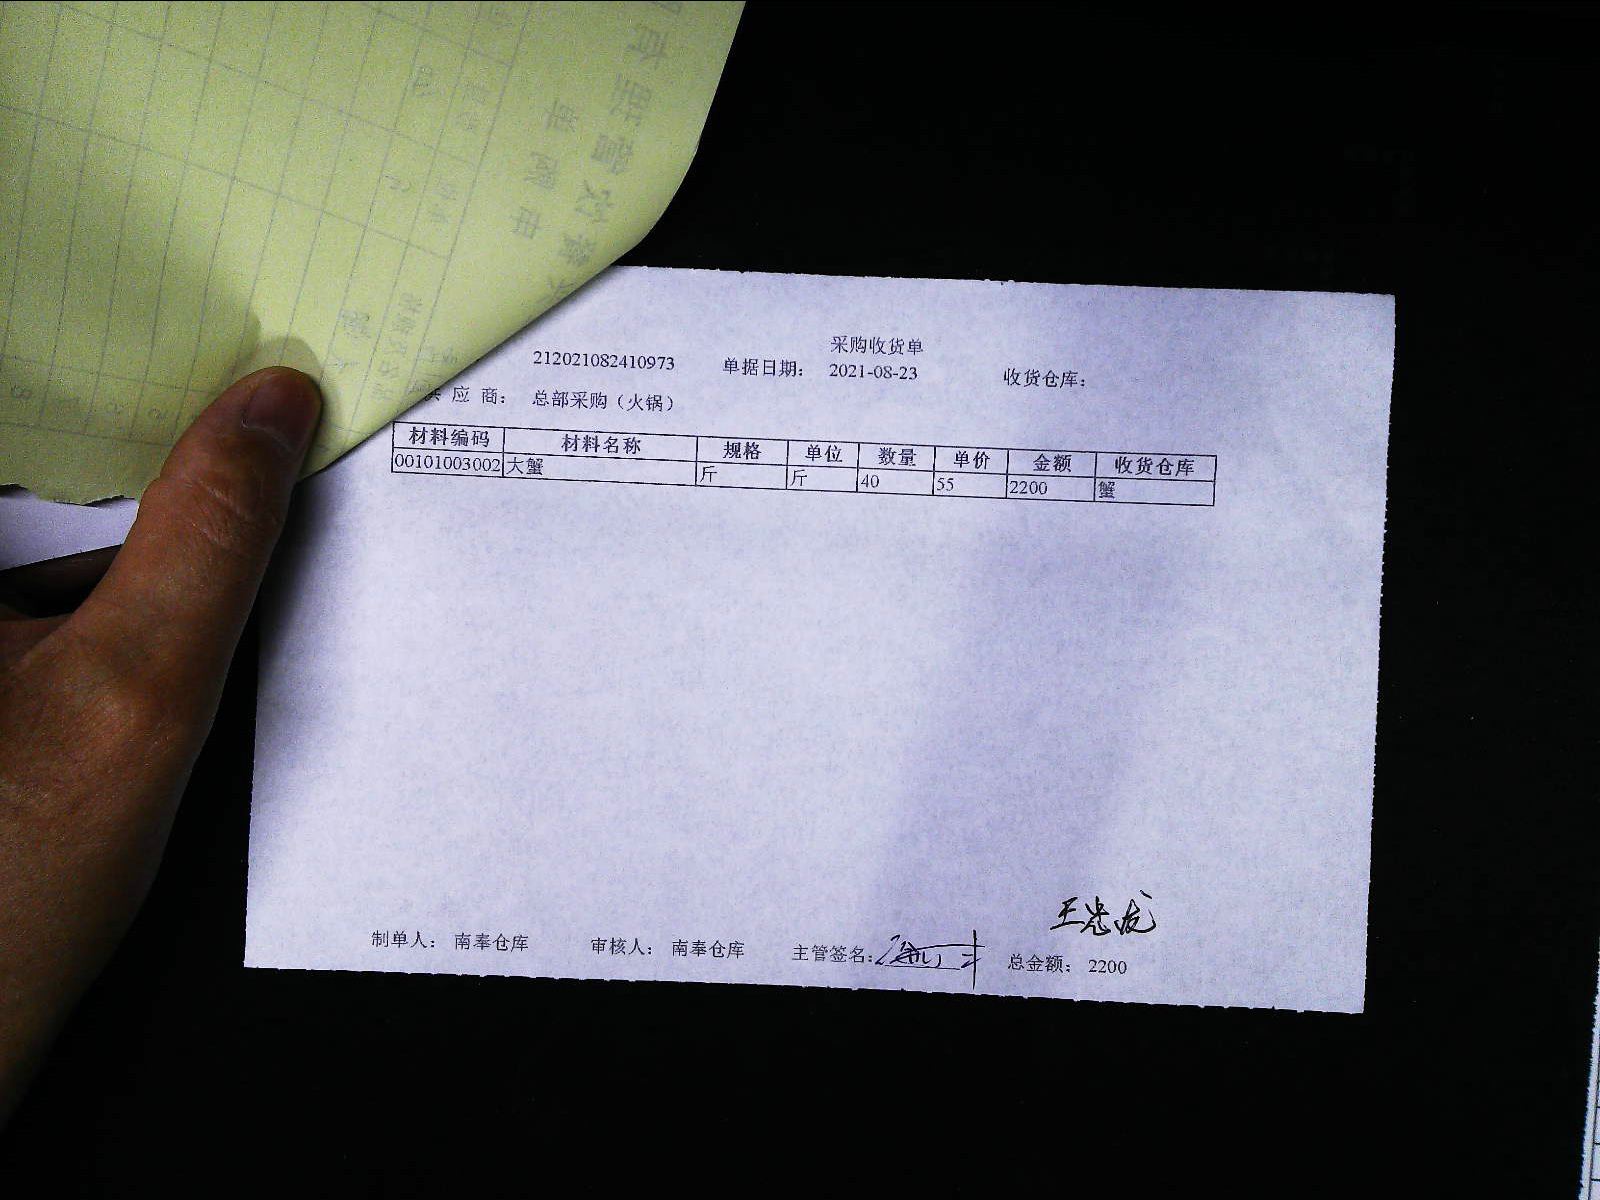 采购收货单
212021082410973 单据日期： 2021-08-23 收货仓库：
应 商： 总部采购（火锅）
材料编码 材料名称 规格 单位 数量 单价 金额 收货仓库
00101003002 大蟹 斤 斤 40 55 2200 蟹
王忠成
制单人： 南奉仓库 审核人： 南奉仓库 主管签名： 总金额： 2200